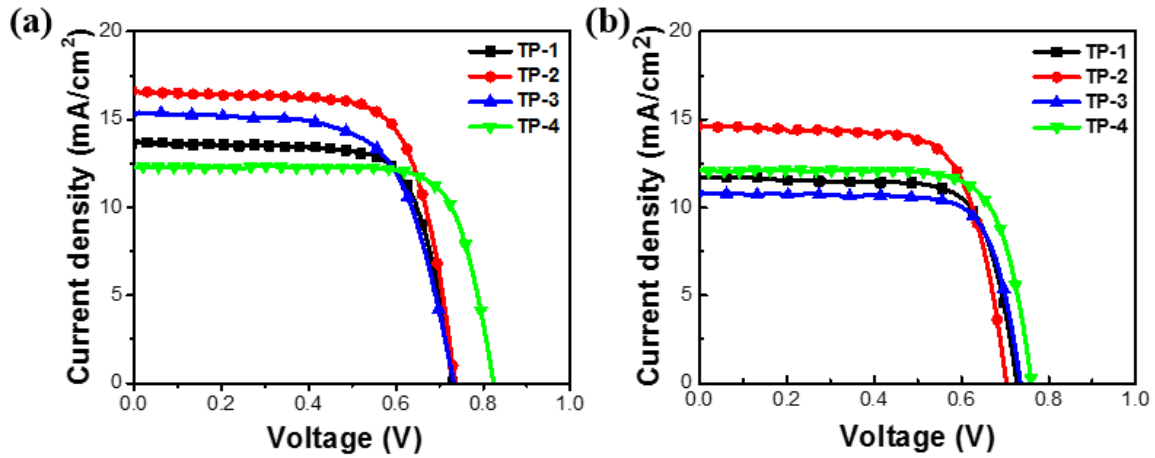 (a)
Current density (mA/cm²)
20
15
10
5
0
TP-1
TP-2
TP-3
TP-4
0.0 0.2 0.4 0.6 0.8 1.0
Voltage (V)
(b)
Current density (mA/cm²)
20
15
10
5
0
TP-1
TP-2
TP-3
TP-4
0.0 0.2 0.4 0.6 0.8 1.0
Voltage (V)